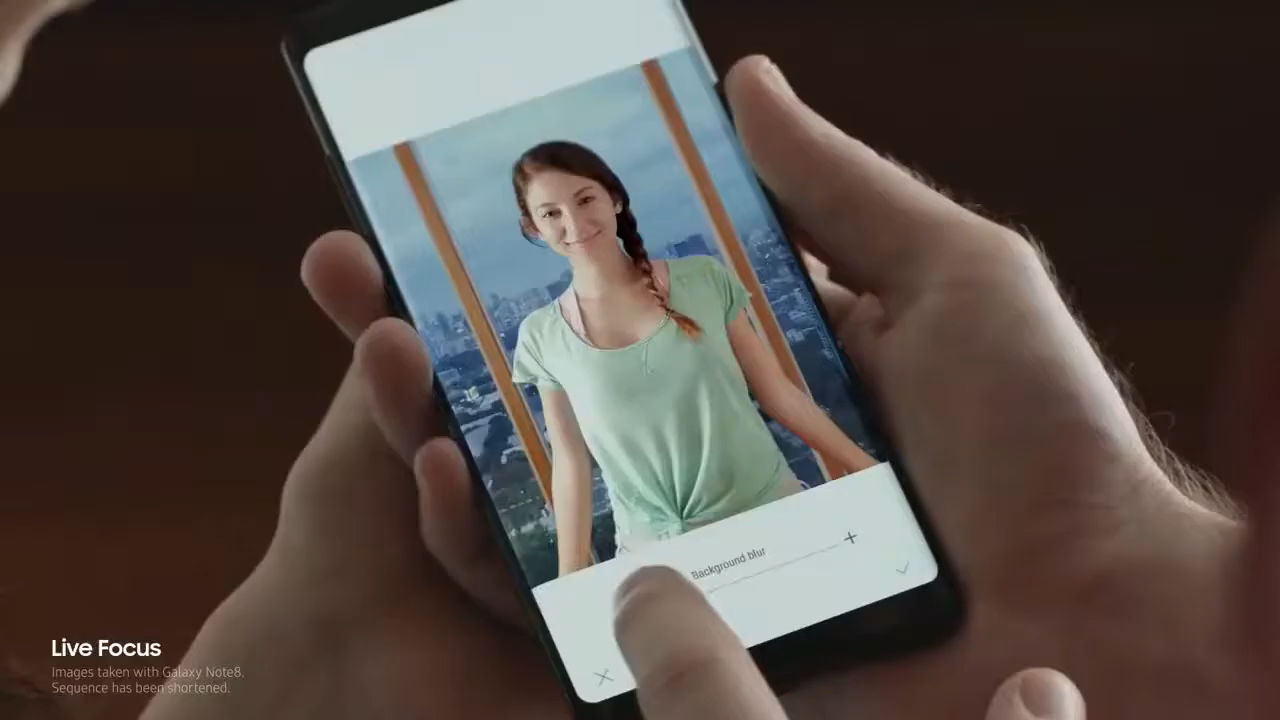 Background blur
Live Focus
Images taken with Galaxy Note8.
Sequence has been shortened.